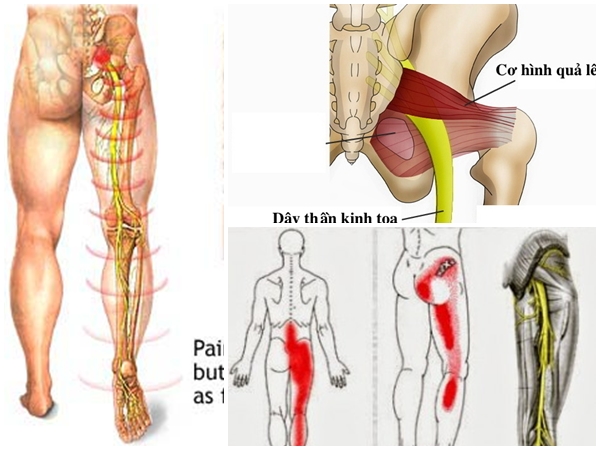 Cơ hình quả lê
Dây thần kinh tọa
Pai
but
as f